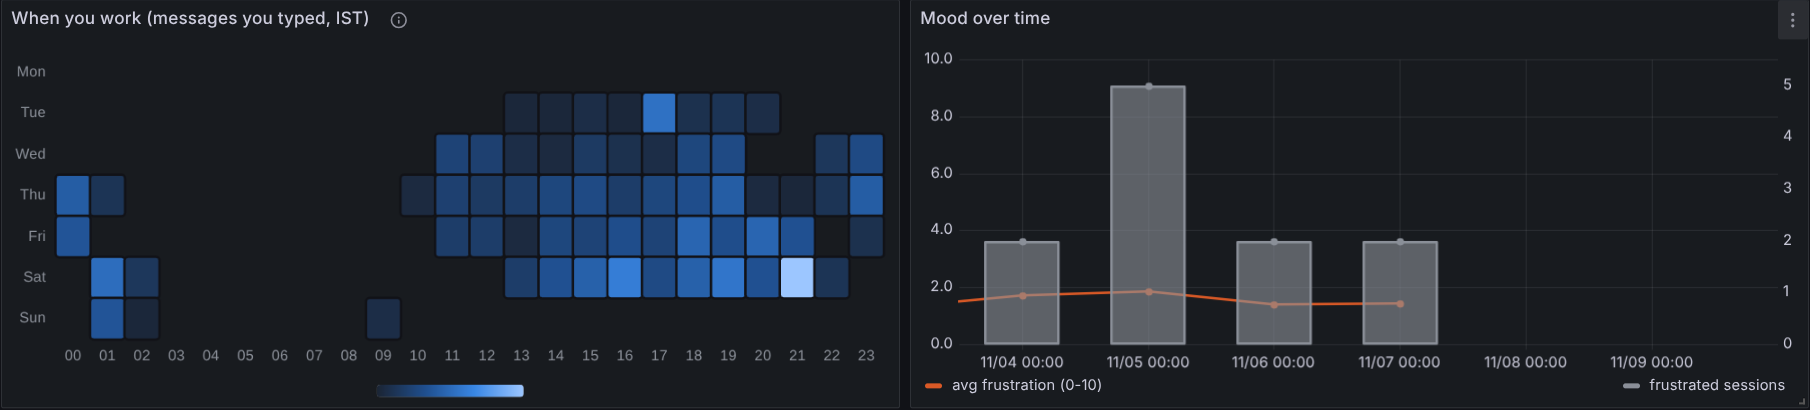 When you work (messages you typed, IST)
Mon
Tue
Wed
Thu
Fri
Sat
Sun
00 01 02 03 04 05 06 07 08 09 10 11 12 13 14 15 16 17 18 19 20 21 22 23
Mood over time
10.0
8.0
6.0
4.0
2.0
0.0
5
4
3
2
1
0
11/04 00:00 11/05 00:00 11/06 00:00 11/07 00:00 11/08 00:00 11/09 00:00
avg frustration (0-10) frustrated sessions